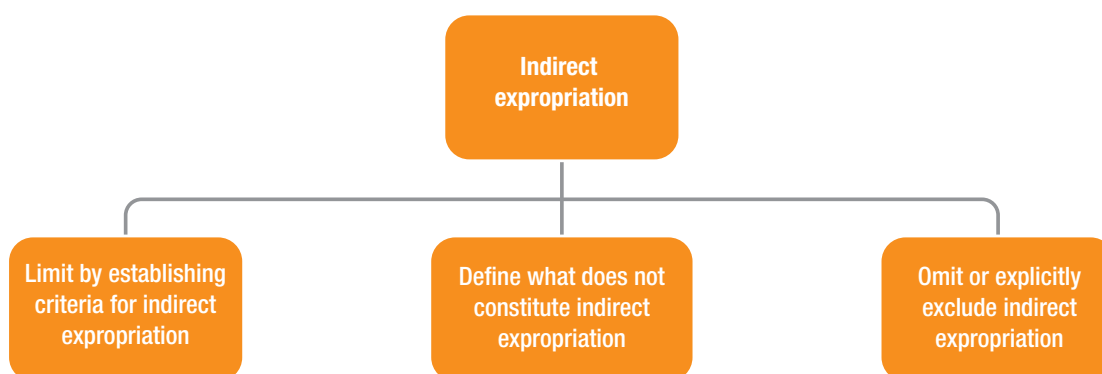 Indirect
expropriation
Limit by establishing
criteria for indirect
expropriation
Define what does not
constitute indirect
expropriation
Omit or explicitly
exclude indirect
expropriation